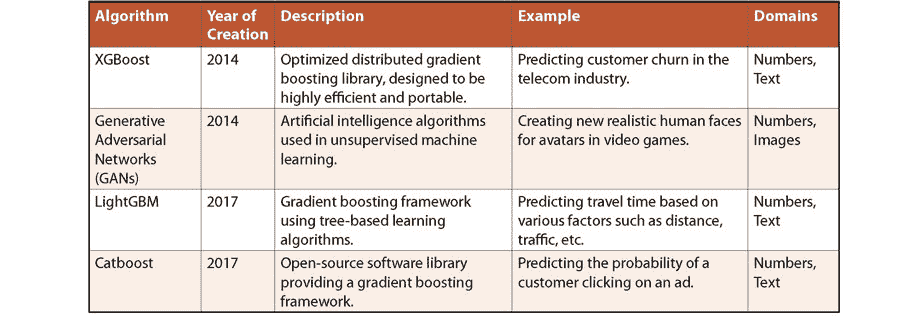 Algorithm Year of Creation Description Example Domains
XGBoost 2014 Optimized distributed gradient Predicting customer churn in the Numbers,
boosting library, designed to be telecom industry. Text
highly efficient and portable.
Generative 2014 Artificial intelligence algorithms Creating new realistic human faces Numbers,
Adversarial used in unsupervised machine for avatars in video games. Images
Networks learning.
(GANs)
LightGBM 2017 Gradient boosting framework Predicting travel time based on Numbers,
using tree-based learning various factors such as distance, Text
algorithms. traffic, etc.
Catboost 2017 Open-source software library Predicting the probability of a Numbers,
providing a gradient boosting customer clicking on an ad. Text
framework.